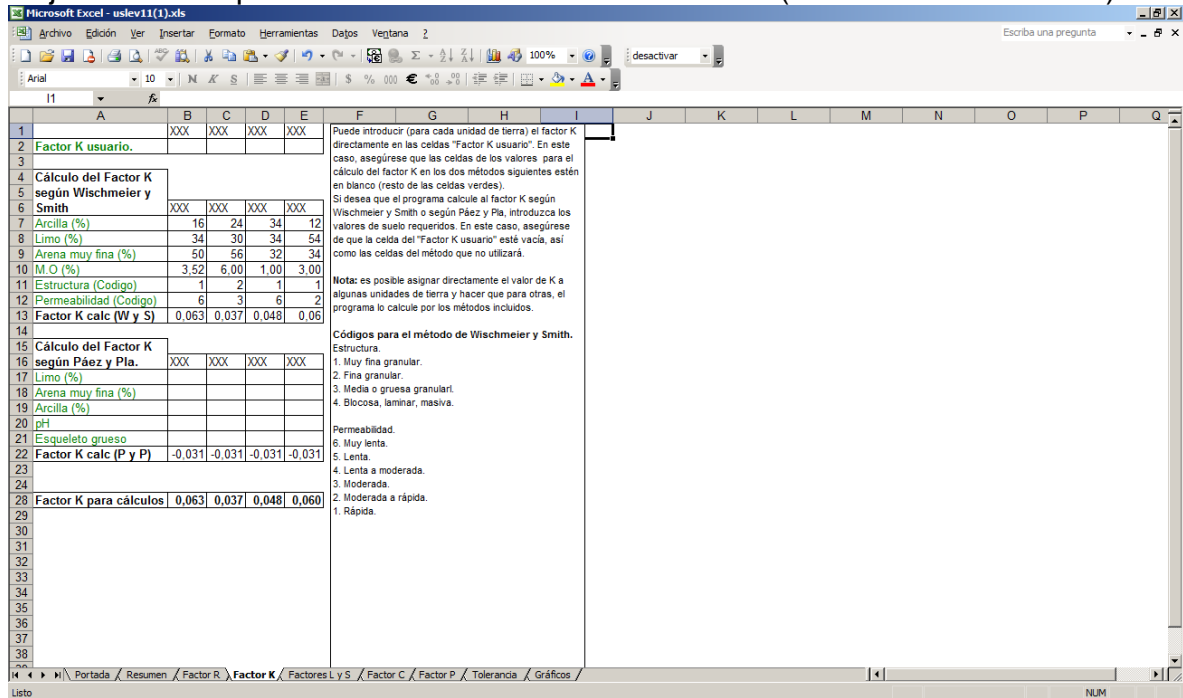 Microsoft Excel - uslev11(1).xls
Archivo Edición Ver Insertar Formato Herramientas Datos Ventana ? Escriba una pregunta
100% desactivar
Arial 10 N K S $ % 000 €
I1 fx
A B C D E F G H I J K L M N O P Q
1 XXX XXX XXX XXX
2 Factor K usuario.
3
4 Cálculo del Factor K
5 según Wischmeier y
6 Smith XXX XXX XXX XXX
7 Arcilla (%) 16 24 34 12
8 Limo (%) 34 30 34 54
9 Arena muy fina (%) 50 56 32 34
10 M.O (%) 3,52 6,00 1,00 3,00
11 Estructura (Codigo) 1 2 1 1
12 Permeabilidad (Codigo) 6 3 6 2
13 Factor K calc (W y S) 0,063 0,037 0,048 0,06
14
15 Cálculo del Factor K
16 según Páez y Pla. XXX XXX XXX XXX
17 Limo (%)
18 Arena muy fina (%)
19 Arcilla (%)
20 pH
21 Esqueleto grueso
22 Factor K calc (P y P) -0,031 -0,031 -0,031 -0,031
23
24
28 Factor K para cálculos 0,063 0,037 0,048 0,060
29
30
31
32
33
34
35
36
37
38
Puede introducir (para cada unidad de tierra) el factor K
directamente en las celdas "Factor K usuario". En este
caso, asegúrese que las celdas de los valores para el
cálculo del factor K en los dos métodos siguientes estén
en blanco (resto de las celdas verdes).
Si desea que el programa calcule al factor K según
Wischmeier y Smith o según Páez y Pla, introduzca los
valores de suelo requeridos. En este caso, asegúrese
de que la celda del "Factor K usuario" esté vacía, así
como las celdas del método que no utilizará.
Nota: es posible asignar directamente el valor de K a
algunas unidades de tierra y hacer que para otras, el
programa lo calcule por los métodos incluidos.
Códigos para el método de Wischmeier y Smith.
Estructura.
1. Muy fina granular.
2. Fina granular.
3. Media o gruesa granularl.
4. Blocosa, laminar, masiva.
Permeabilidad.
6. Muy lenta.
5. Lenta.
4. Lenta a moderada.
3. Moderada.
2. Moderada a rápida.
1. Rápida.
Portada Resumen Factor R Factor K Factores L y S Factor C Factor P Tolerancia Gráficos
Listo NUM